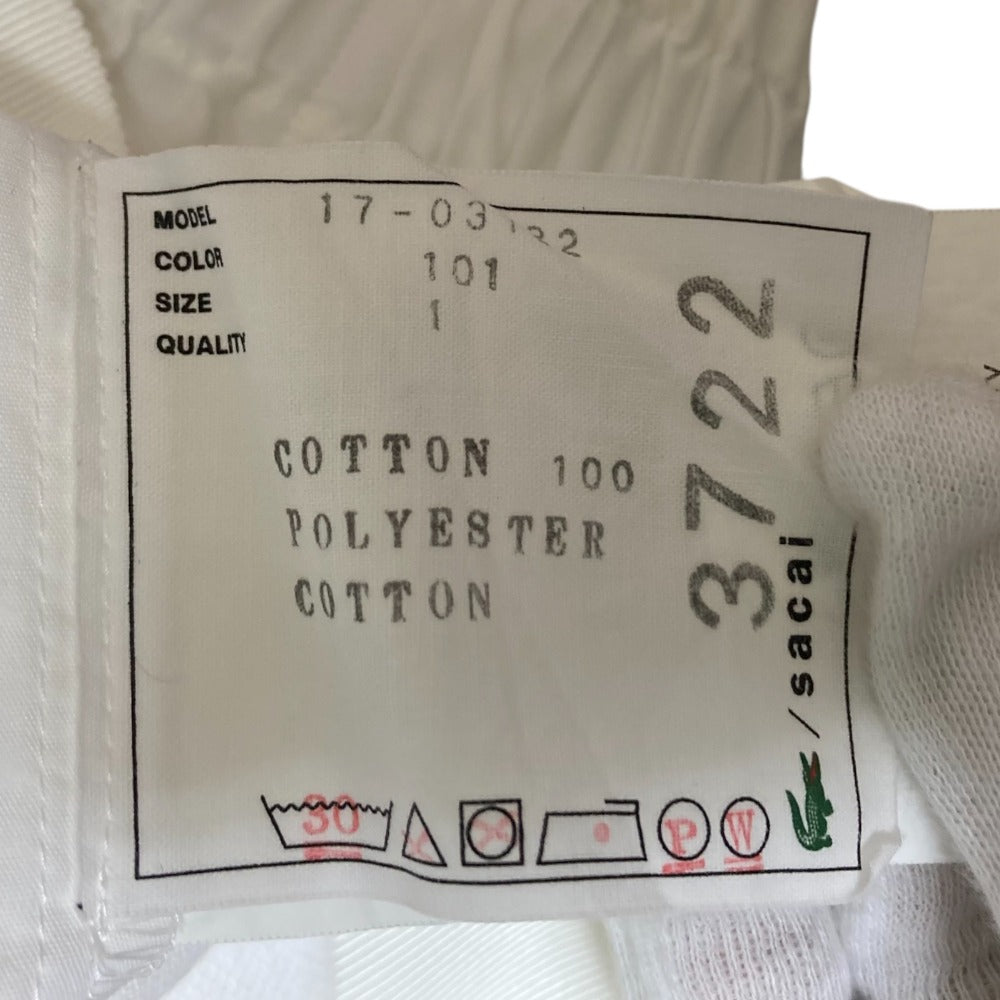 MODEL 17-03
COLOR 101
SIZE 1
QUALITY
COTTON 100
POLYESTER
COTTON
3722
/sacai
30
P
W